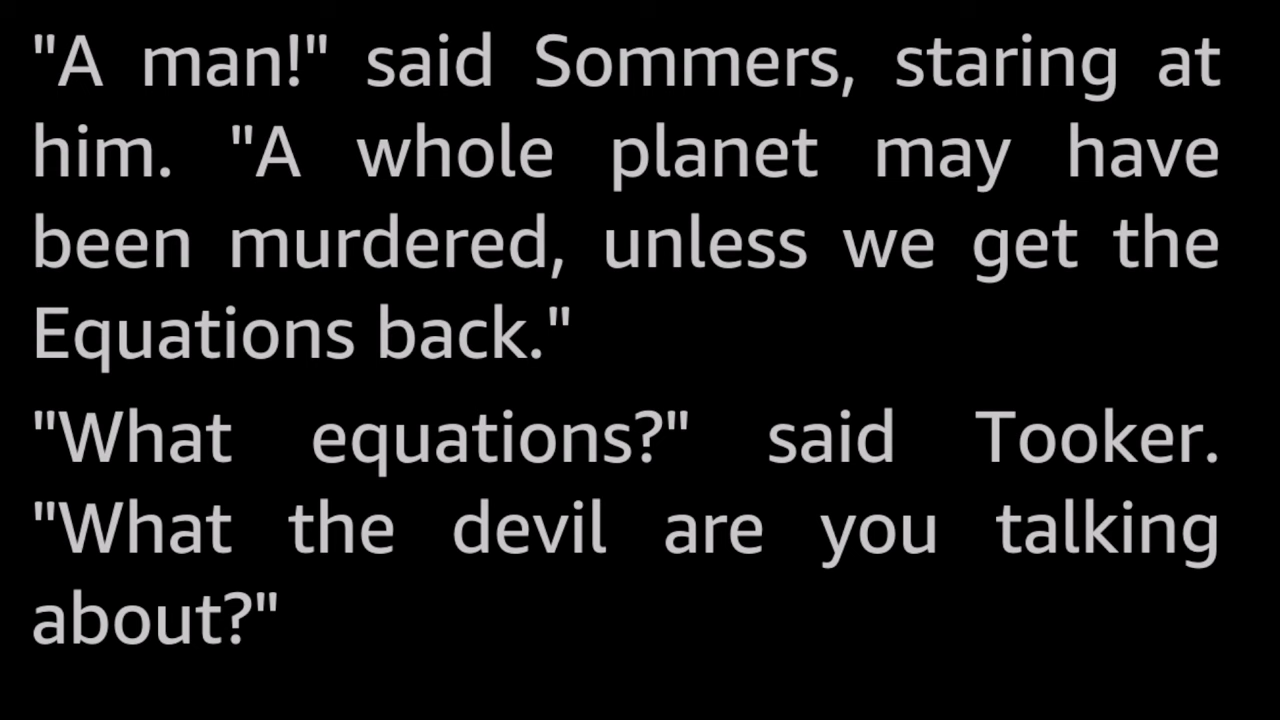 "A man!" said Sommers, staring at
him. "A whole planet may have
been murdered, unless we get the
Equations back."
"What equations?" said Tooker.
"What the devil are you talking
about?"